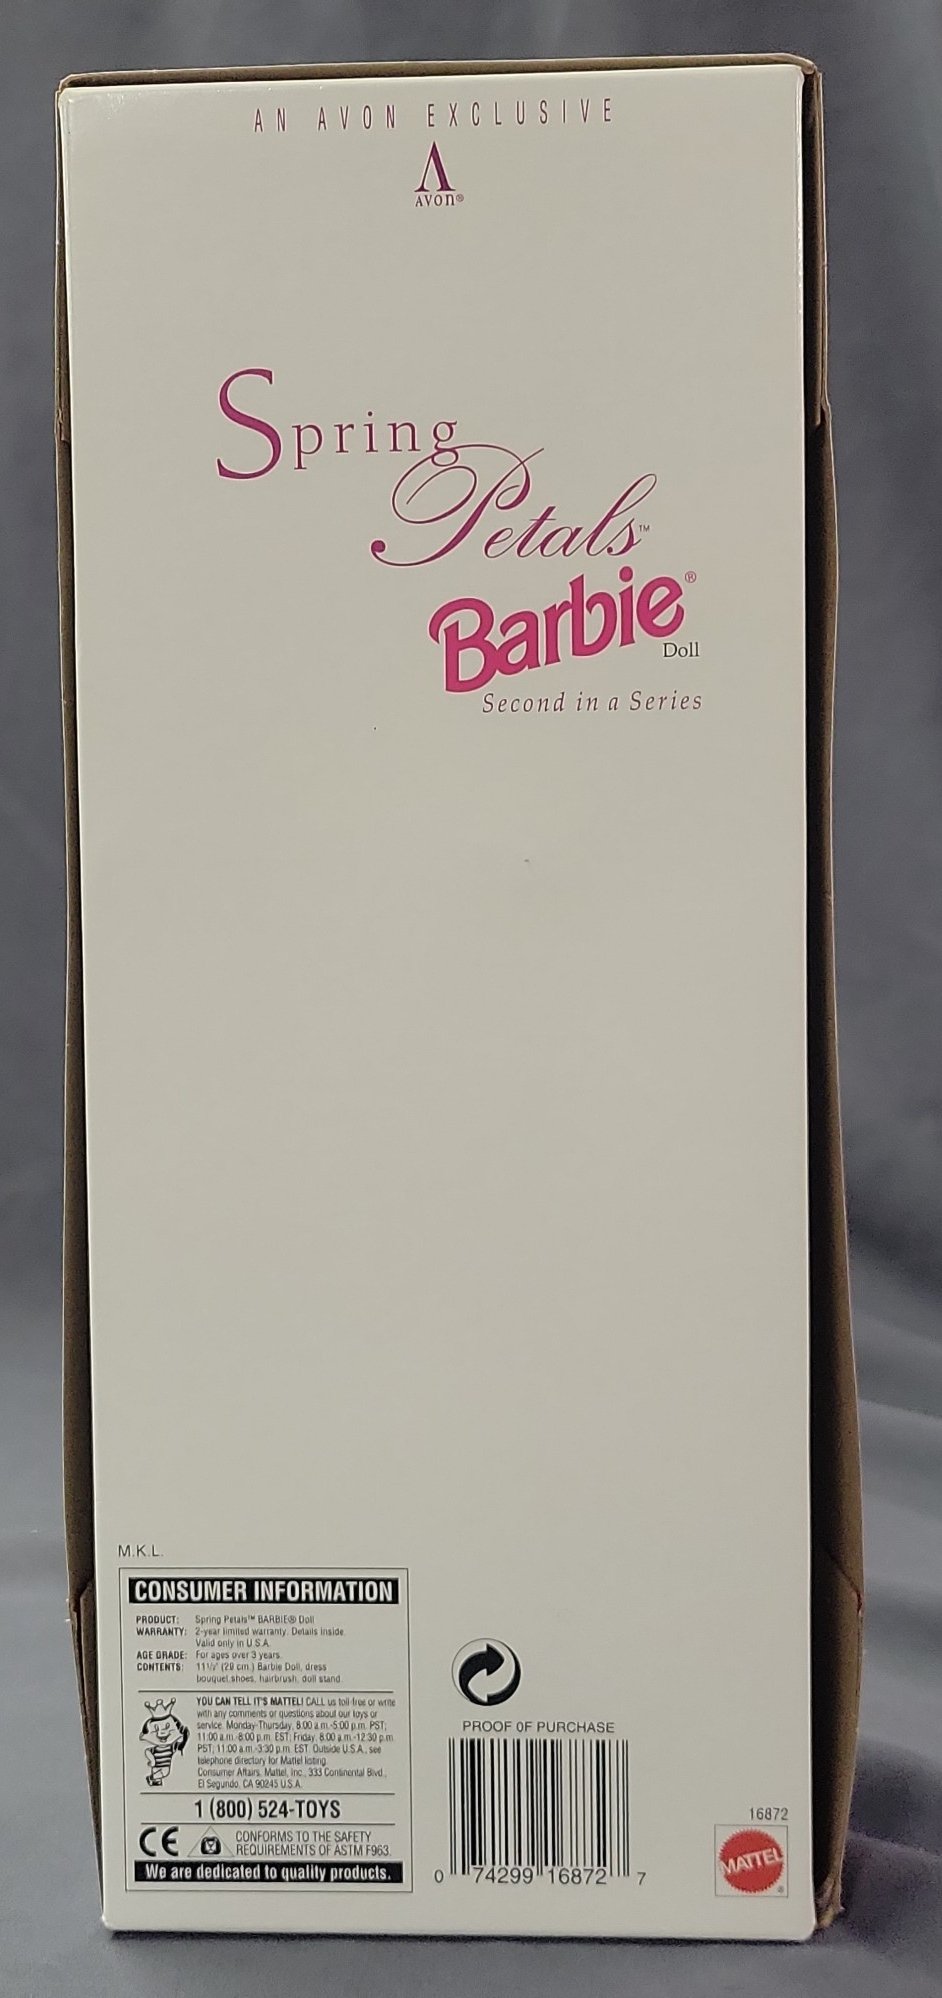 AN AVON EXCLUSIVE
AVON®
Spring
Petals™
Barbie®
Doll
Second in a Series
M.K.L.
CONSUMER INFORMATION
PRODUCT: Spring Petals™ BARBIE® Doll
WARRANTY: 2-year limited warranty. Details inside.
Valid only in U.S.A.
AGE GRADE: For ages over 3 years.
CONTENTS: 11½" (29 cm.) Barbie Doll, dress
bouquet, shoes, hairbrush, doll stand.
YOU CAN TELL IT'S MATTEL! CALL us toll-free or write
with any comments or questions about our toys or
service. Monday-Thursday, 8:00 a.m.-5:00 p.m. PST;
11:00 a.m.-8:00 p.m. EST; Friday, 8:00 a.m.-12:30 p.m.
PST; 11:00 a.m.-3:30 p.m. EST. Outside U.S.A., see
telephone directory for Mattel listing.
Consumer Affairs, Mattel, Inc., 333 Continental Blvd.,
El Segundo, CA 90245 U.S.A.
1 (800) 524-TOYS
CE
CONFORMS TO THE SAFETY
REQUIREMENTS OF ASTM F963.
We are dedicated to quality products.
PROOF OF PURCHASE
0 74299 16872 7
16872
MATTEL®